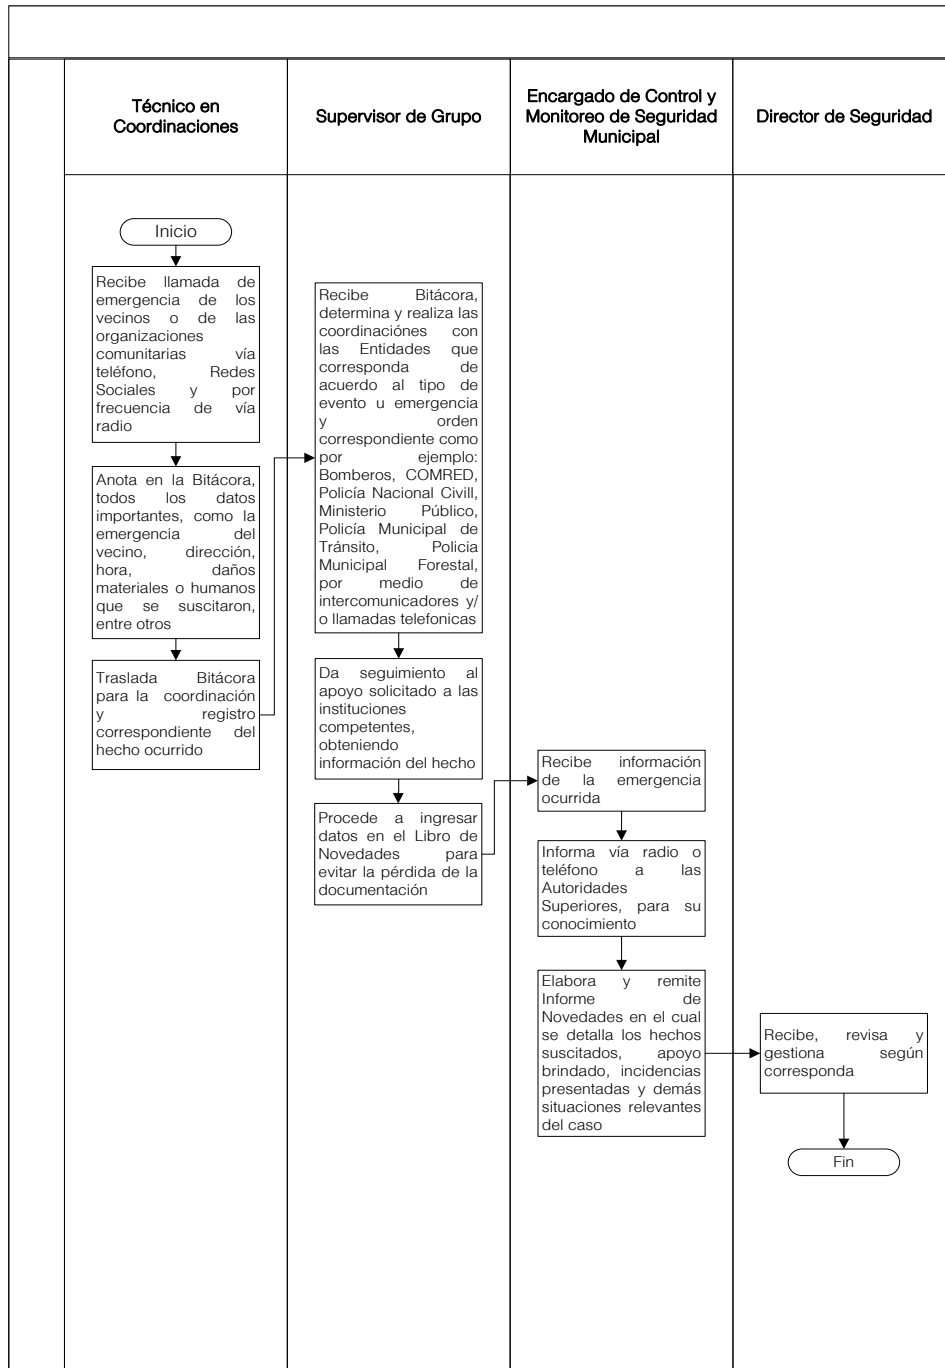 Técnico en
Coordinaciones
Supervisor de Grupo
Encargado de Control y
Monitoreo de Seguridad
Municipal
Director de Seguridad
Inicio
Recibe llamada de
emergencia de los
vecinos o de las
organizaciones
comunitarias vía
teléfono, Redes
Sociales y por
frecuencia de vía
radio
Anota en la Bitácora,
todos los datos
importantes, como la
emergencia del
vecino, dirección,
hora, daños
materiales o humanos
que se suscitaron,
entre otros
Traslada Bitácora
para la coordinación
y registro
correspondiente del
hecho ocurrido
Recibe Bitácora,
determina y realiza las
coordinaciónes con
las Entidades que
corresponda de
acuerdo al tipo de
evento u emergencia
y orden
correspondiente como
por ejemplo:
Bomberos, COMRED,
Policía Nacional Civill,
Ministerio Público,
Policía Municipal de
Tránsito, Policia
Municipal Forestal,
por medio de
intercomunicadores y/
o llamadas telefonicas
Da seguimiento al
apoyo solicitado a las
instituciones
competentes,
obteniendo
información del hecho
Procede a ingresar
datos en el Libro de
Novedades para
evitar la pérdida de la
documentación
Recibe información
de la emergencia
ocurrida
Informa vía radio o
teléfono a las
Autoridades
Superiores, para su
conocimiento
Elabora y remite
Informe de
Novedades en el cual
se detalla los hechos
suscitados, apoyo
brindado, incidencias
presentadas y demás
situaciones relevantes
del caso
Recibe, revisa y
gestiona según
corresponda
Fin